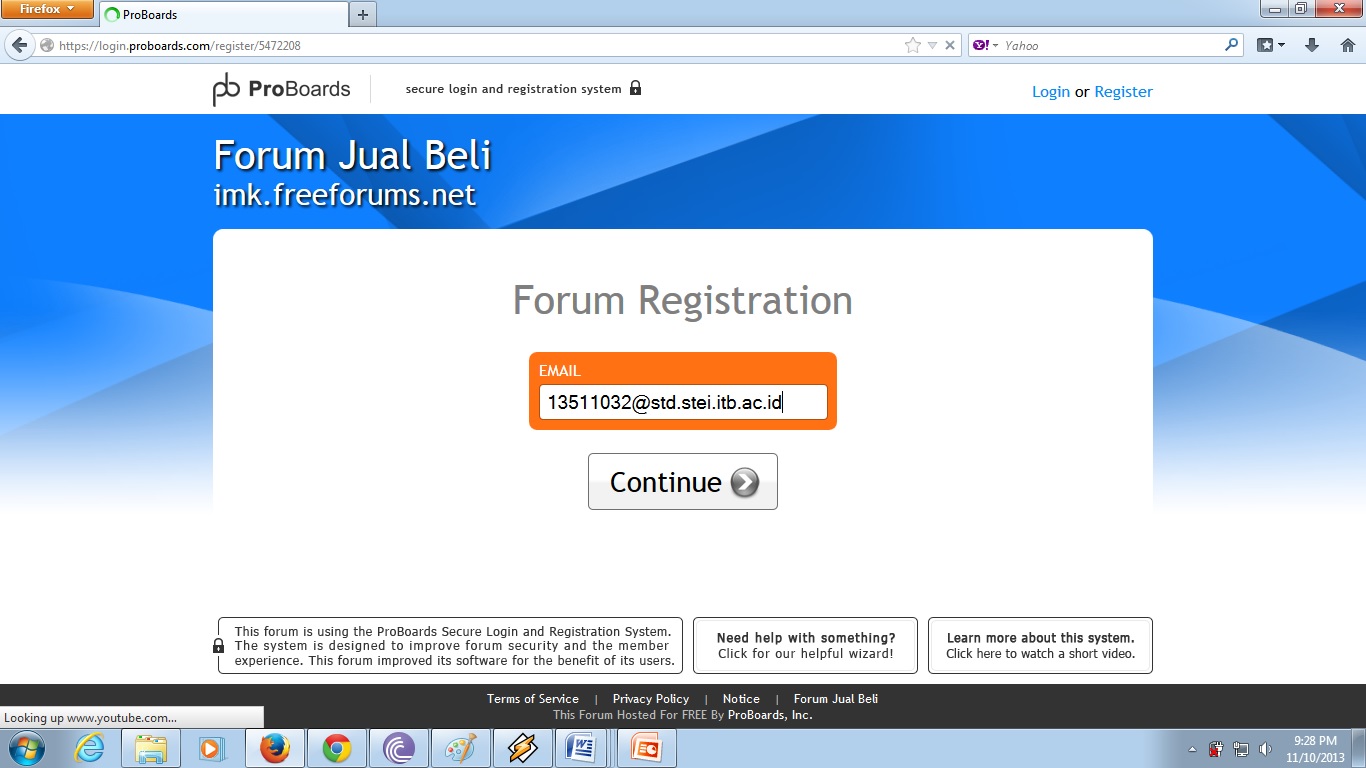 Firefox
ProBoards
https://login.proboards.com/register/5472208
Yahoo
pb ProBoards
secure login and registration system
Login or Register
Forum Jual Beli
imk.freeforums.net
Forum Registration
EMAIL
13511032@std.stei.itb.ac.id
Continue
This forum is using the ProBoards Secure Login and Registration System.
The system is designed to improve forum security and the member
experience. This forum improved its software for the benefit of its users.
Need help with something?
Click for our helpful wizard!
Learn more about this system.
Click here to watch a short video.
Terms of Service | Privacy Policy | Notice | Forum Jual Beli
This Forum Hosted For FREE By ProBoards, Inc.
Looking up www.youtube.com...
9:28 PM
11/10/2013